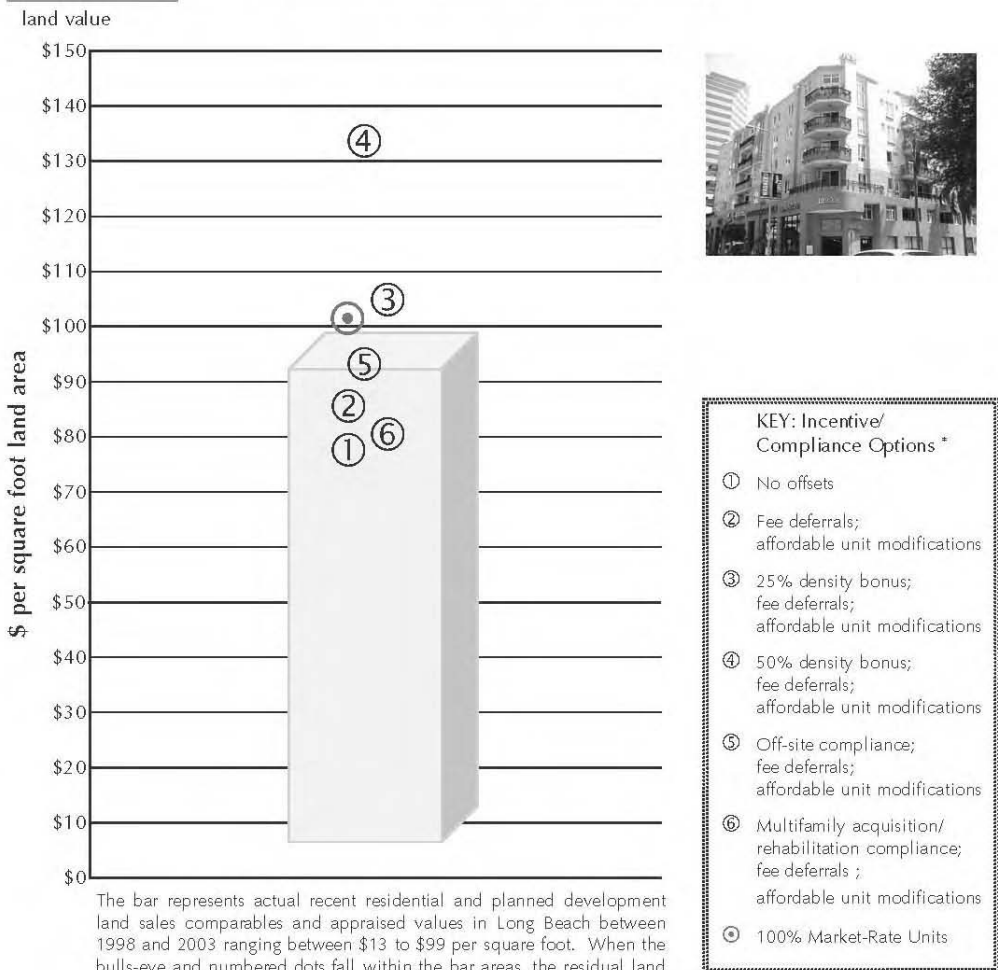 land value
$150
$140
$130
$120
$110
$100
$90
$80
$70
$60
$50
$40
$30
$20
$10
$0
$ per square foot land area
④
③
⑤
②
⑥
①
The bar represents actual recent residential and planned development
land sales comparables and appraised values in Long Beach between
1998 and 2003 ranging between $13 to $99 per square foot. When the
bulls-eye and numbered dots fall within the bar areas, the residual land
KEY: Incentive/
Compliance Options *
① No offsets
② Fee deferrals;
affordable unit modifications
③ 25% density bonus;
fee deferrals;
affordable unit modifications
④ 50% density bonus;
fee deferrals;
affordable unit modifications
⑤ Off-site compliance;
fee deferrals;
affordable unit modifications
⑥ Multifamily acquisition/
rehabilitation compliance;
fee deferrals ;
affordable unit modifications
100% Market-Rate Units